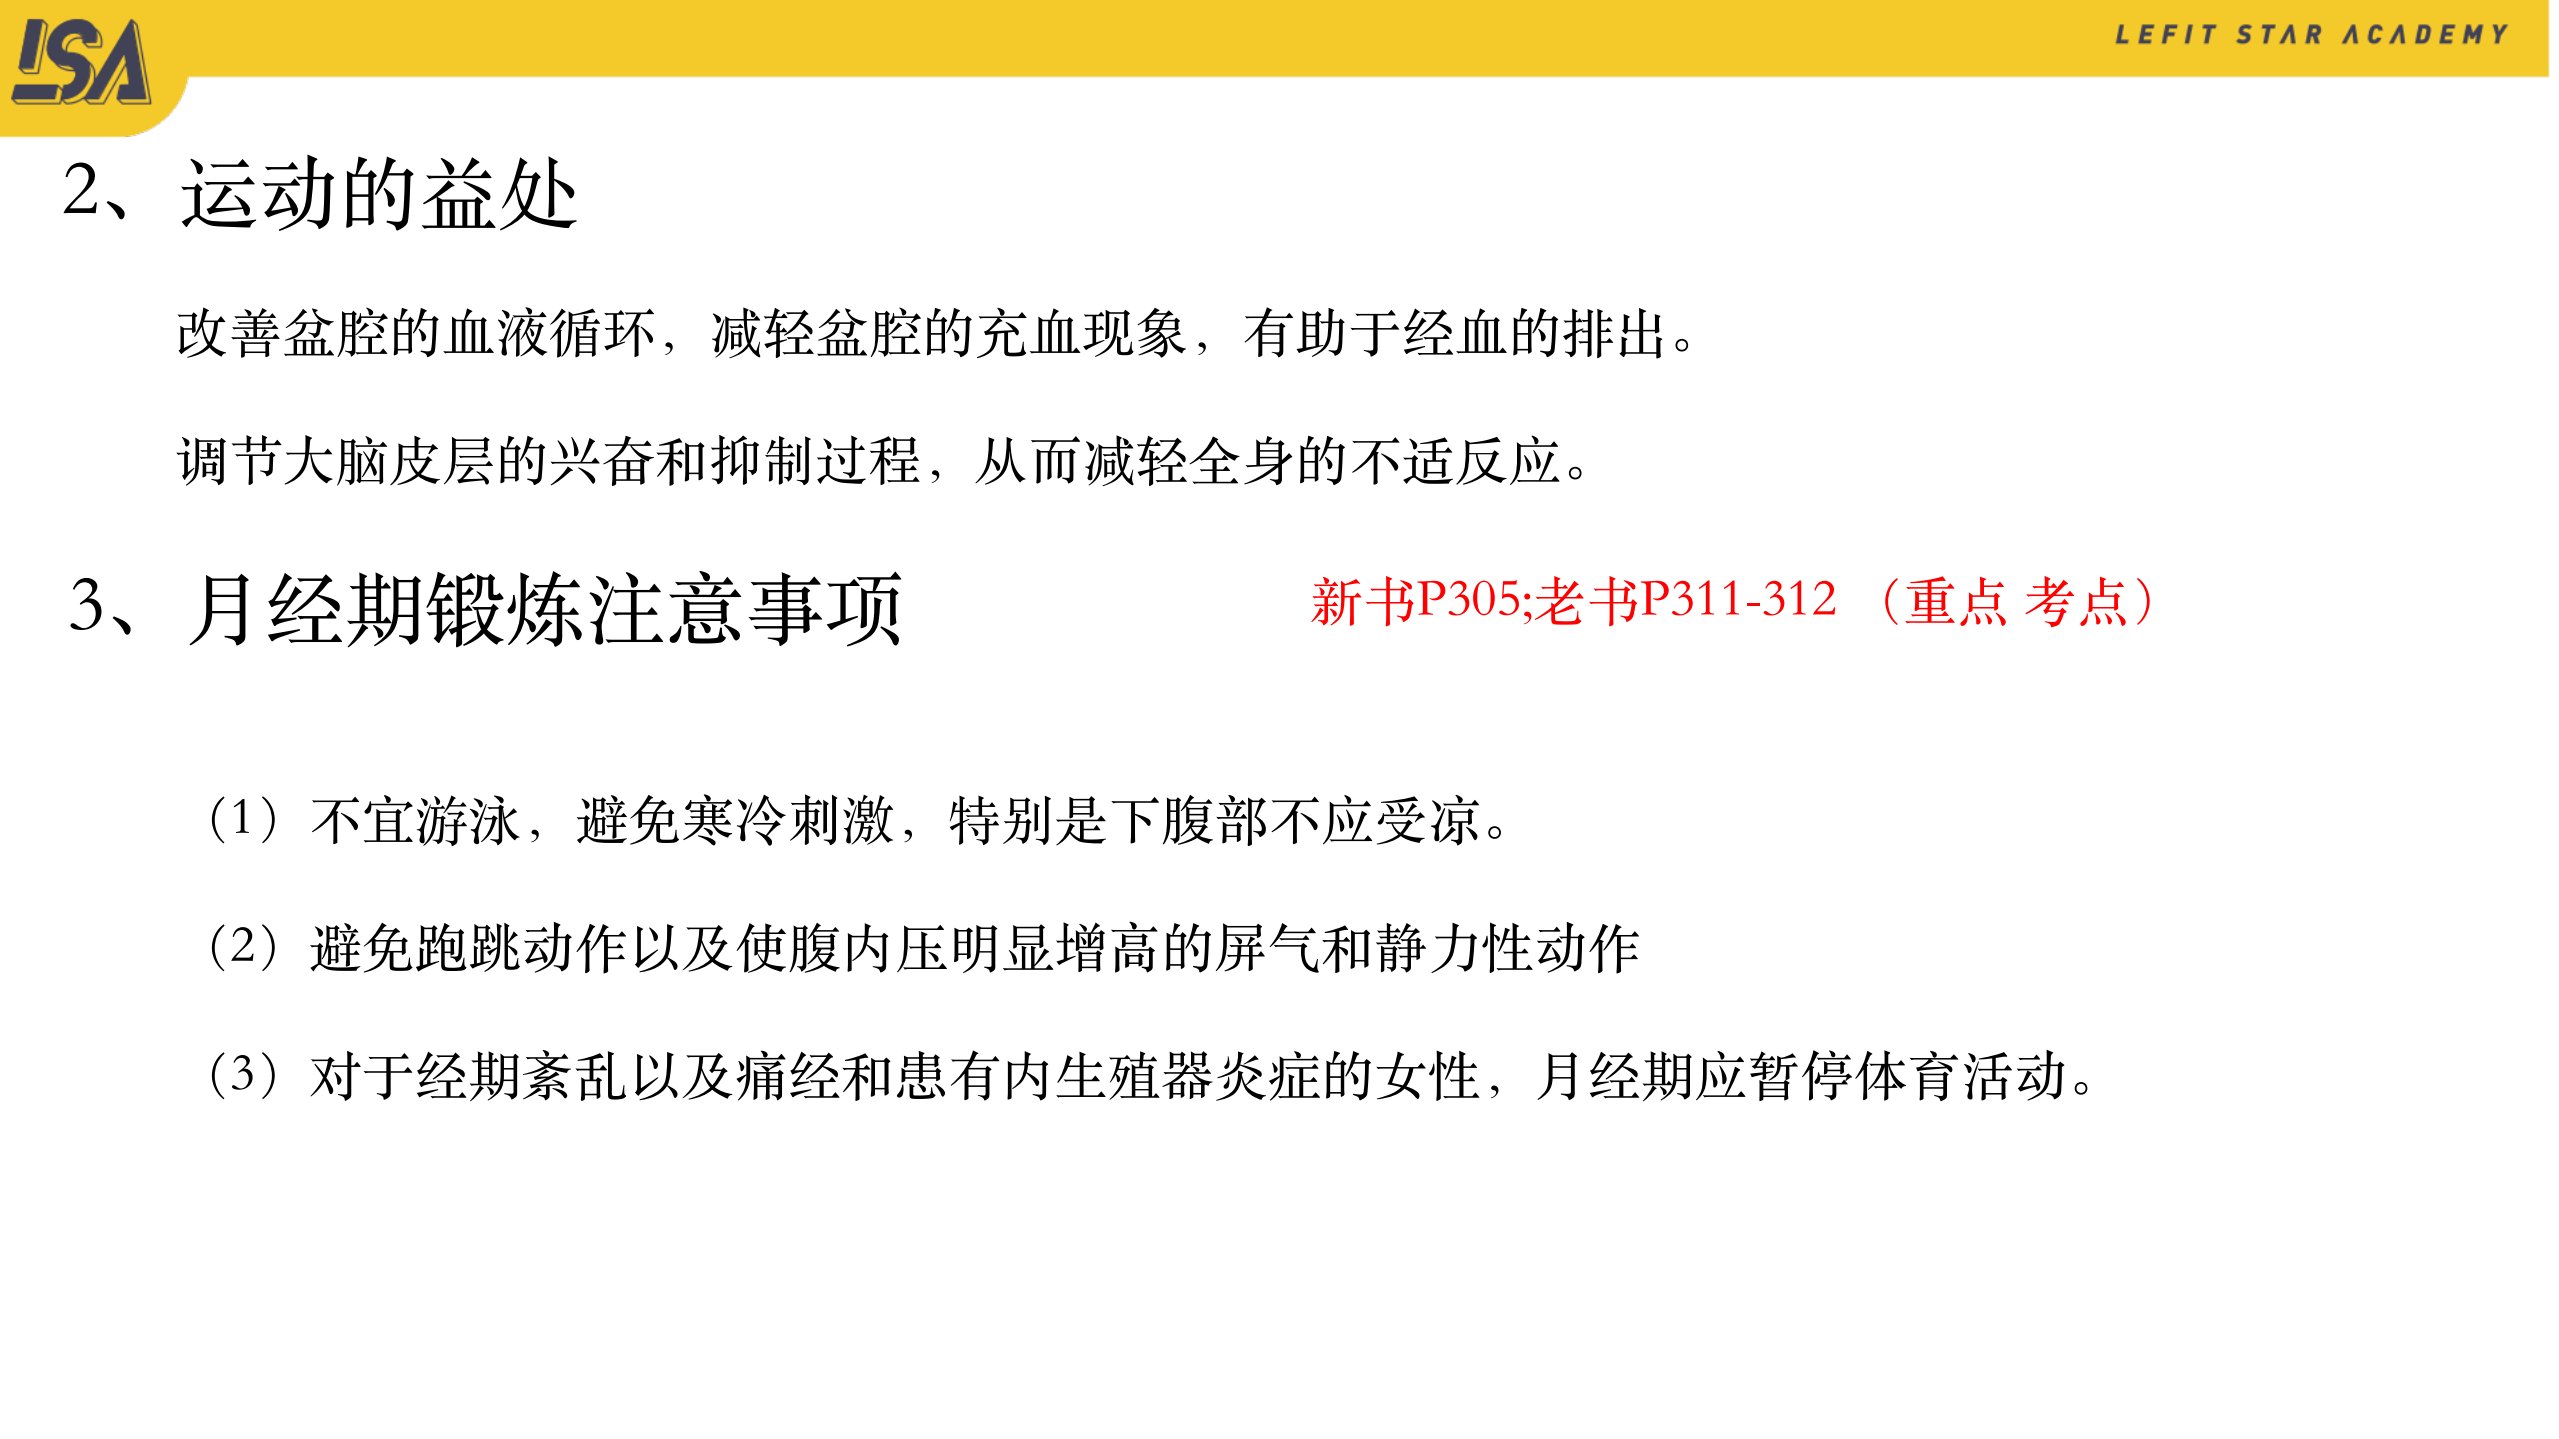 LSA
LEFIT STAR ACADEMY
2、运动的益处
改善盆腔的血液循环，减轻盆腔的充血现象，有助于经血的排出。
调节大脑皮层的兴奋和抑制过程，从而减轻全身的不适反应。
3、月经期锻炼注意事项
新书P305;老书P311-312 （重点 考点）
（1）不宜游泳，避免寒冷刺激，特别是下腹部不应受凉。
（2）避免跑跳动作以及使腹内压明显增高的屏气和静力性动作
（3）对于经期紊乱以及痛经和患有内生殖器炎症的女性，月经期应暂停体育活动。